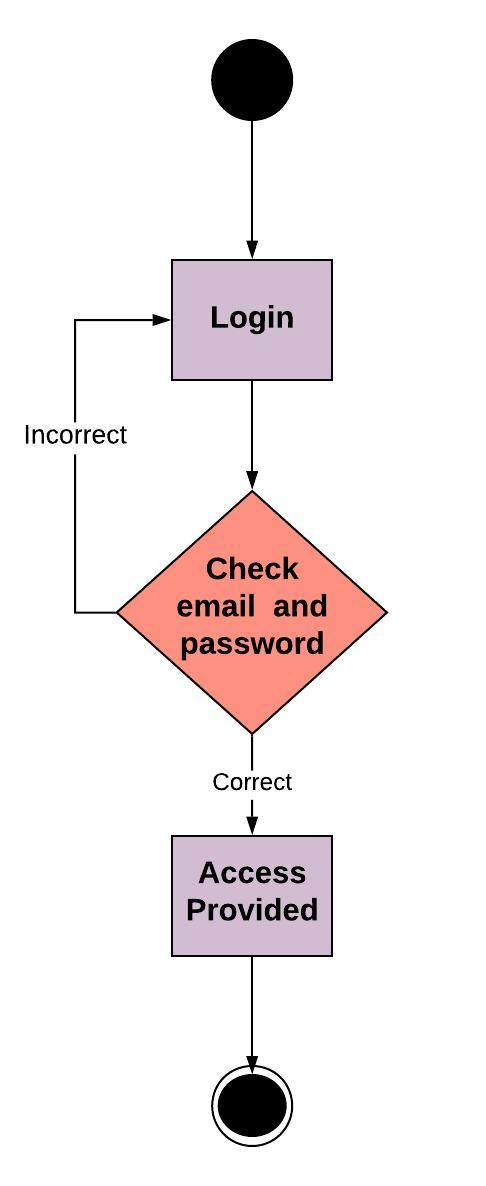 Login
Incorrect
Check
email and
password
Correct
Access
Provided